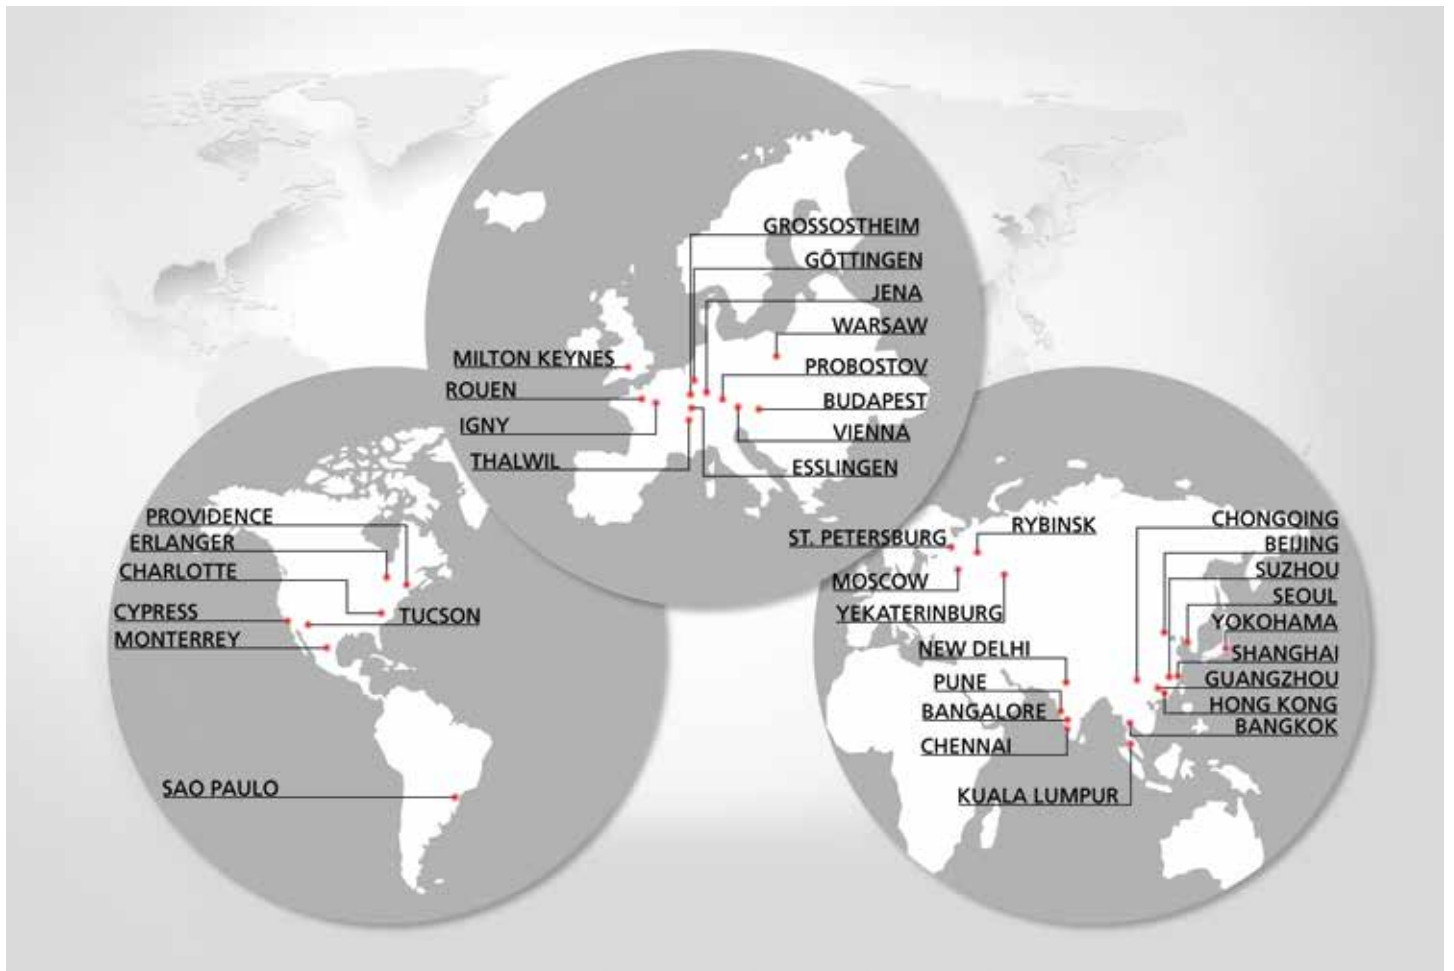 GROSSOSTHEIM
GÖTTINGEN
JENA
WARSAW
MILTON KEYNES
PROBOSTOV
ROUEN
BUDAPEST
IGNY
VIENNA
THALWIL
ESSLINGEN
PROVIDENCE
ERLANGER
CHARLOTTE
CYPRESS
TUCSON
MONTERREY
SAO PAULO
ST. PETERSBURG
RYBINSK
MOSCOW
YEKATERINBURG
NEW DELHI
PUNE
BANGALORE
CHENNAI
KUALA LUMPUR
CHONGOING
BEIJING
SUZHOU
SEOUL
YOKOHAMA
SHANGHAI
GUANGZHOU
HONG KONG
BANGKOK